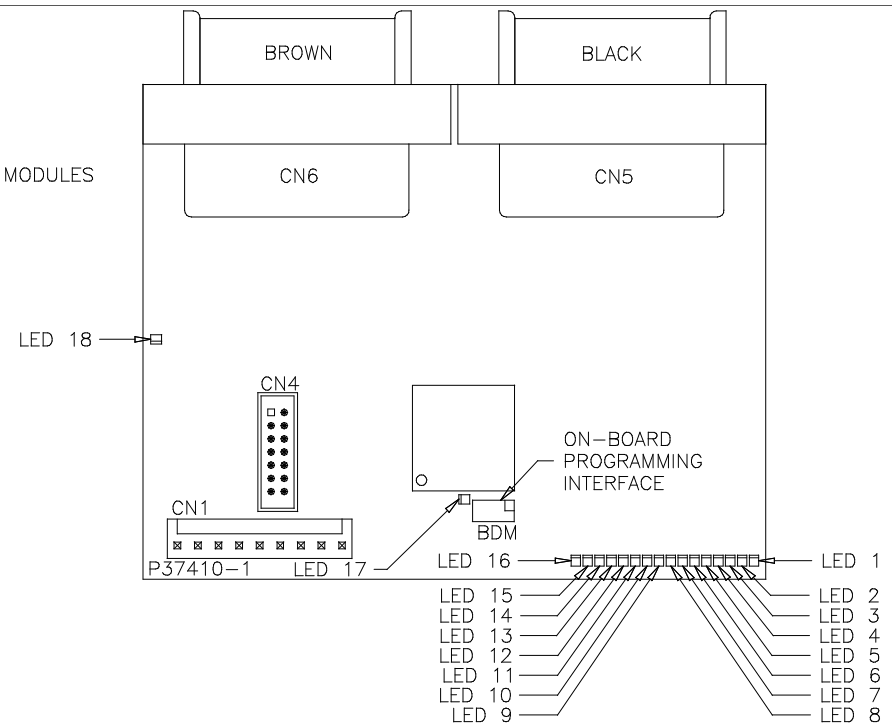 BROWN
BLACK
MODULES
CN6
CN5
LED 18
CN4
ON-BOARD
PROGRAMMING
INTERFACE
CN1
BDM
P37410-1
LED 17
LED 16
LED 1
LED 15
LED 2
LED 14
LED 3
LED 13
LED 4
LED 12
LED 5
LED 11
LED 6
LED 10
LED 7
LED 9
LED 8